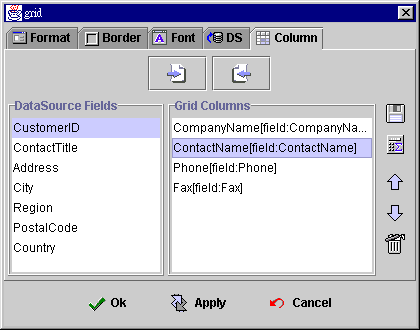 grid
Format Border Font DS Column
DataSource Fields
CustomerID
ContactTitle
Address
City
Region
PostalCode
Country
Grid Columns
CompanyName[field:CompanyNa...
ContactName[field:ContactName]
Phone[field:Phone]
Fax[field:Fax]
Ok Apply Cancel